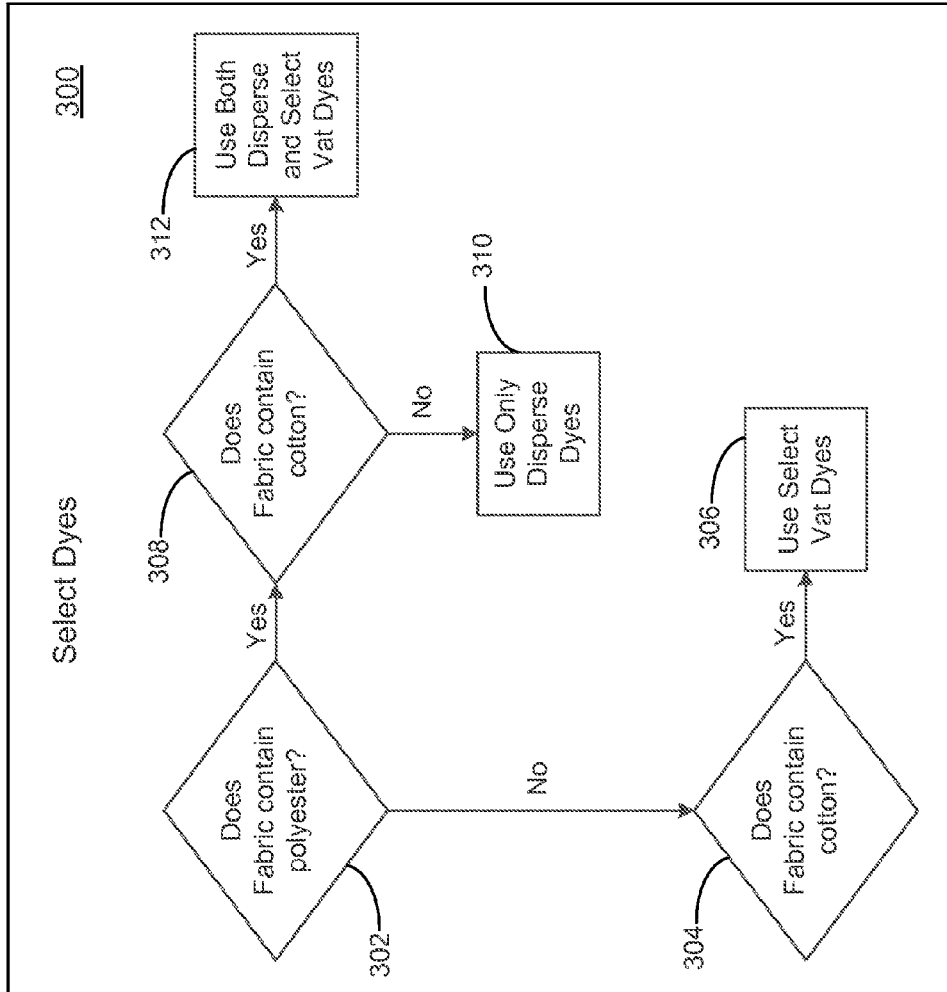 Select Dyes
300
Does
Fabric contain
polyester?
302
Yes
No
Does
Fabric contain
cotton?
308
Yes
No
Use Both
Disperse
and Select
Vat Dyes
312
Use Only
Disperse
Dyes
310
Does
Fabric contain
cotton?
304
Yes
Use Select
Vat Dyes
306